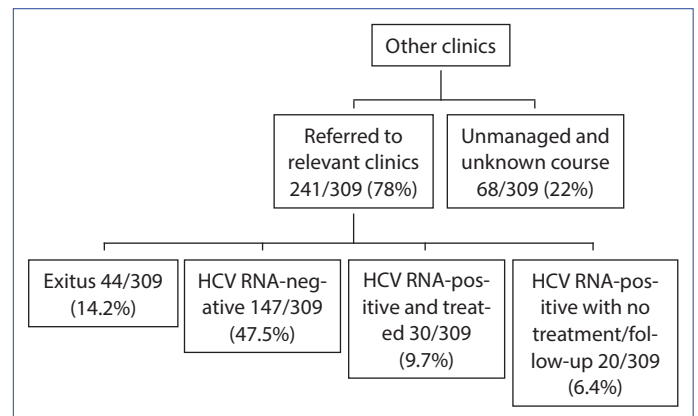 Other clinics
Referred to
relevant clinics
241/309 (78%)
Unmanaged and
unknown course
68/309 (22%)
Exitus 44/309
(14.2%)
HCV RNA-neg-
ative 147/309
(47.5%)
HCV RNA-pos-
itive and treat-
ed 30/309
(9.7%)
HCV RNA-pos-
itive with no
treatment/fol-
low-up 20/309
(6.4%)